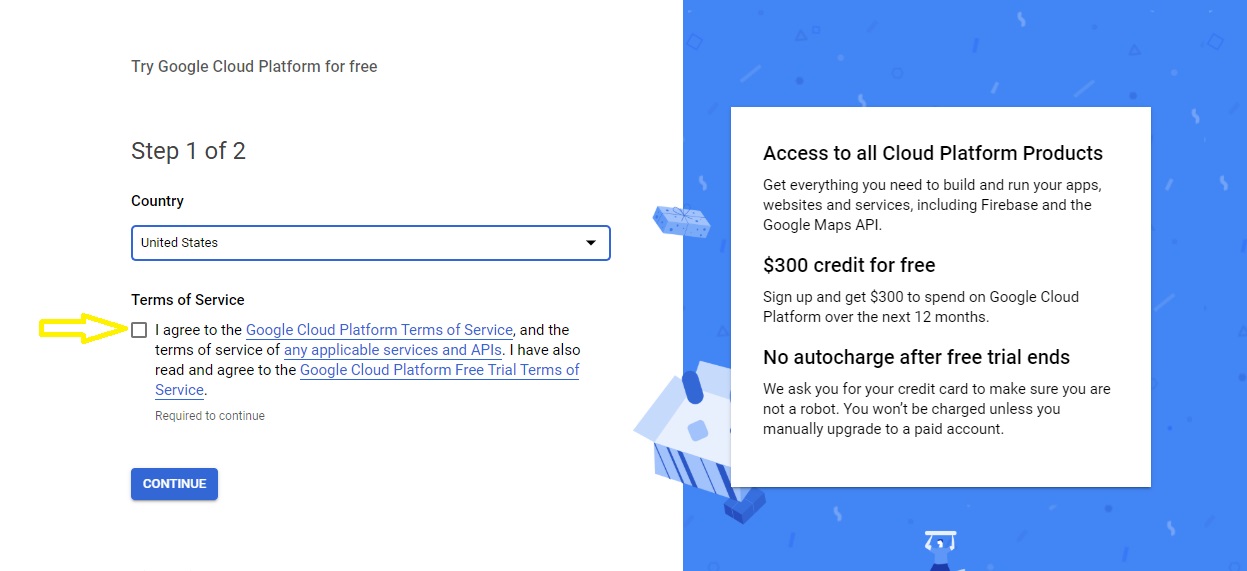 Try Google Cloud Platform for free
Step 1 of 2
Country
United States
Terms of Service
I agree to the Google Cloud Platform Terms of Service, and the
terms of service of any applicable services and APIs. I have also
read and agree to the Google Cloud Platform Free Trial Terms of
Service.
Required to continue
CONTINUE
Access to all Cloud Platform Products
Get everything you need to build and run your apps,
websites and services, including Firebase and the
Google Maps API.
$300 credit for free
Sign up and get $300 to spend on Google Cloud
Platform over the next 12 months.
No autocharge after free trial ends
We ask you for your credit card to make sure you are
not a robot. You won’t be charged unless you
manually upgrade to a paid account.